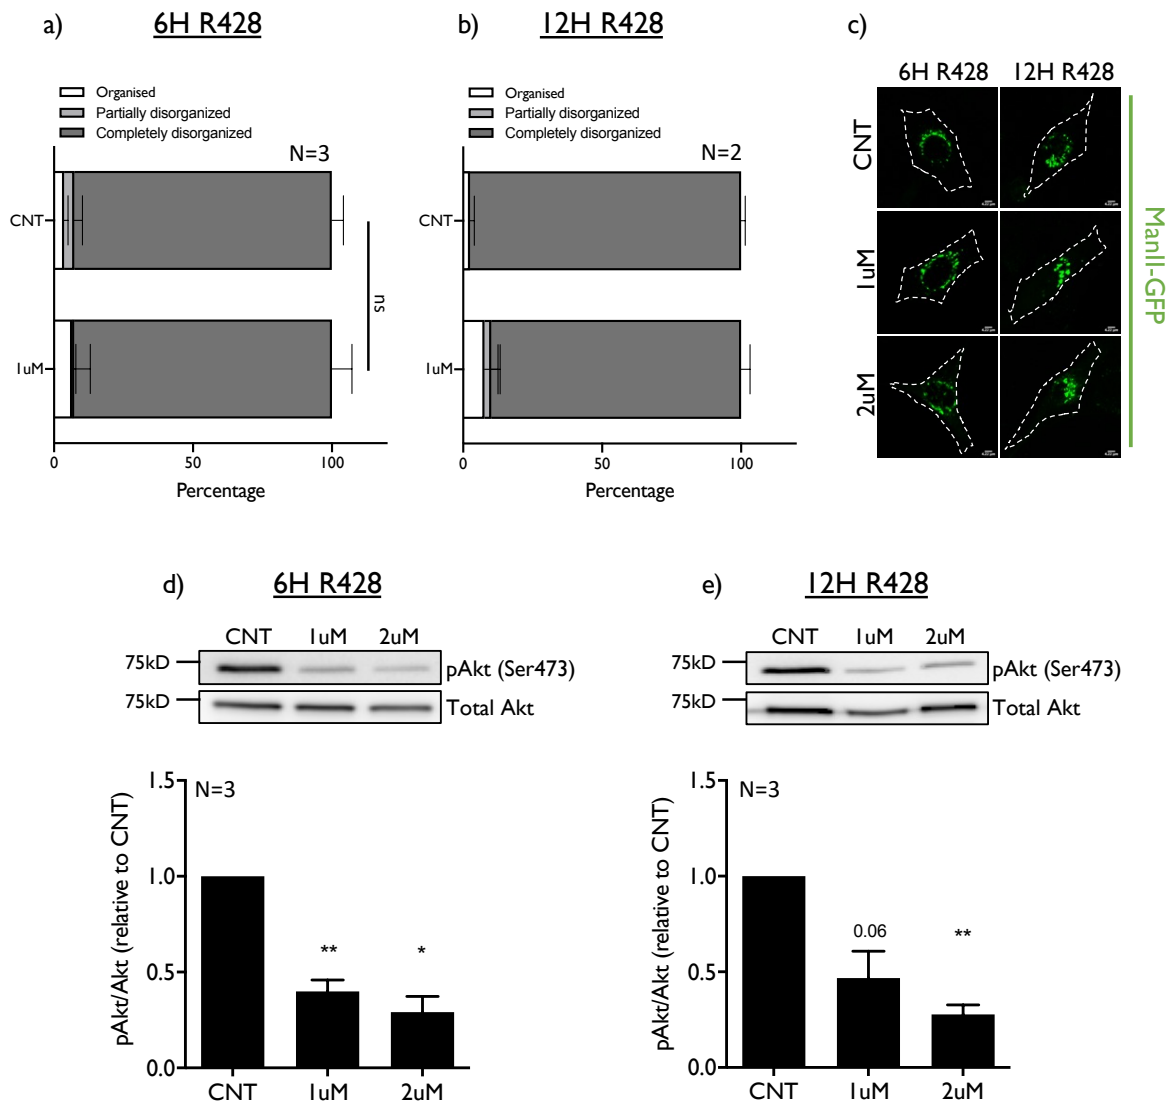 a) 6H R428
Organised
Partially disorganized
Completely disorganized
N=3
CNT
1uM
ns
0 50 100
Percentage
b) 12H R428
Organised
Partially disorganized
Completely disorganized
N=2
CNT
1uM
0 50 100
Percentage
c)
6H R428 12H R428
CNT
1uM
2uM
ManII-GFP
d) 6H R428
CNT 1uM 2uM
75kD pAkt (Ser473)
75kD Total Akt
N=3
pAkt/Akt (relative to CNT)
1.5
1.0
0.5
0.0
** *
CNT 1uM 2uM
e) 12H R428
CNT 1uM 2uM
75kD pAkt (Ser473)
75kD Total Akt
N=3
pAkt/Akt (relative to CNT)
1.5
1.0
0.5
0.0
0.06 **
CNT 1uM 2uM